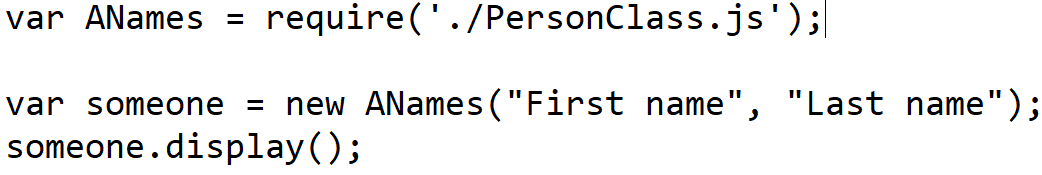 var ANames = require('./PersonClass.js');
var someone = new ANames("First name", "Last name");
someone.display();